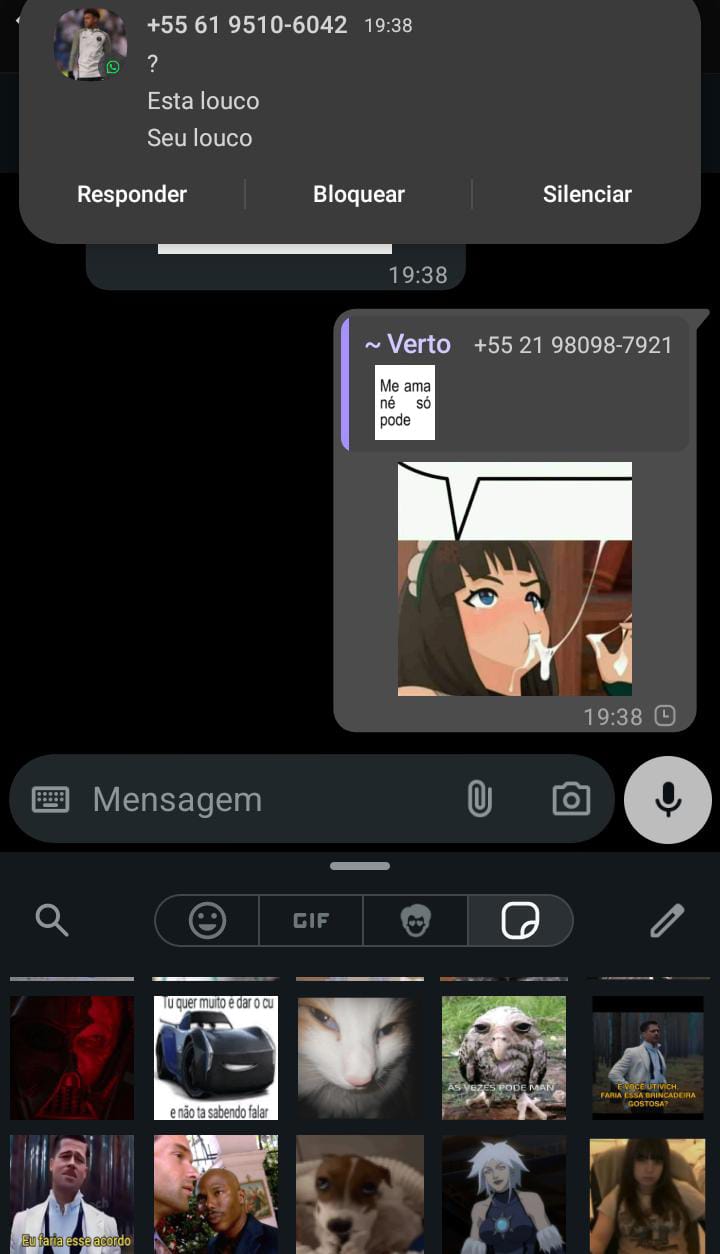 +55 61 9510-6042 19:38
?
Esta louco
Seu louco
Responder Bloquear Silenciar
19:38
~ Verto +55 21 98098-7921
Me ama
né só
pode
19:38
Mensagem
GIF
Tu quer muito é dar o cu
e não ta sabendo falar
ÀS VEZES PODE MAN
E VOCÊ UTIVICH,
FARIA ESSA BRINCADEIRA
GOSTOSA?
Eu faria esse acordo